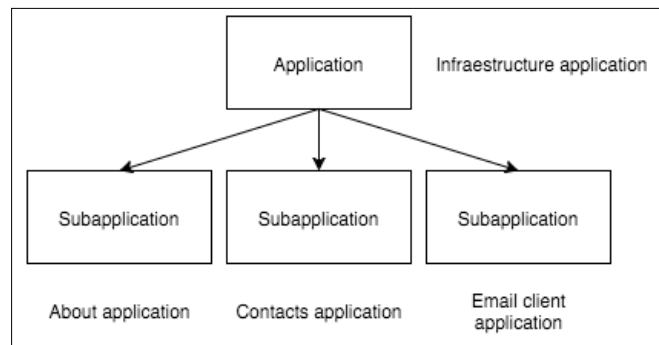 Application
Infraestructure application
Subapplication
Subapplication
Subapplication
About application
Contacts application
Email client
application